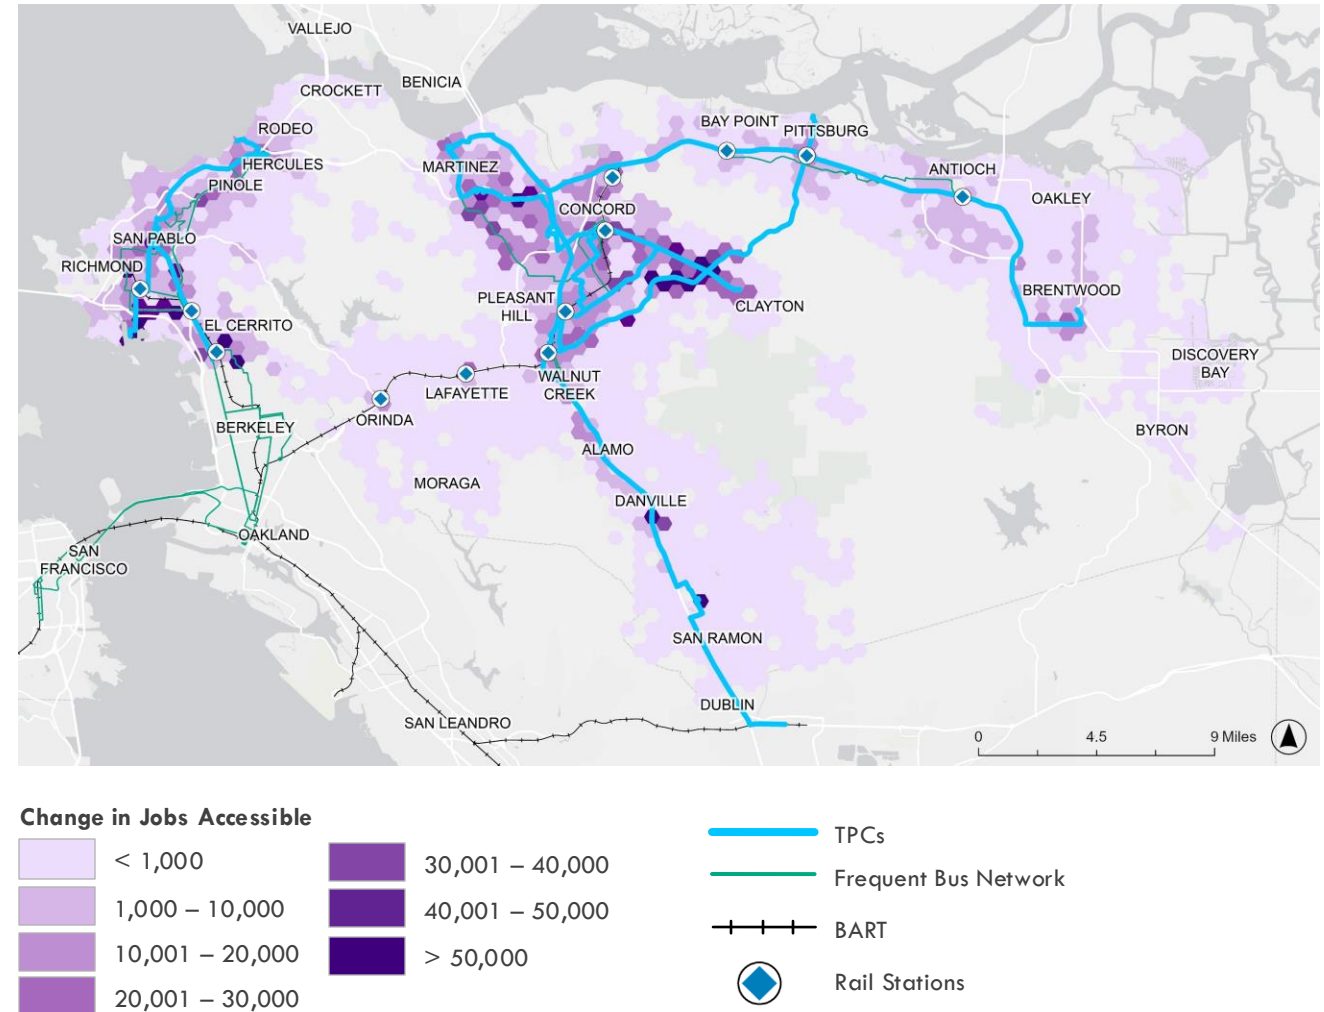 VALLEJO
BENICIA
CROCKETT
RODEO
HERCULES
PINOLE
MARTINEZ
BAY POINT
PITTSBURG
ANTIOCH
OAKLEY
CONCORD
SAN PABLO
RICHMOND
EL CERRITO
PLEASANT
HILL
CLAYTON
BRENTWOOD
DISCOVERY
BAY
WALNUT
CREEK
LAFAYETTE
ORINDA
BERKELEY
BYRON
ALAMO
MORAGA
DANVILLE
OAKLAND
SAN
FRANCISCO
SAN RAMON
DUBLIN
SAN LEANDRO
0 4.5 9 Miles
Change in Jobs Accessible
< 1,000
1,000 – 10,000
10,001 – 20,000
20,001 – 30,000
30,001 – 40,000
40,001 – 50,000
> 50,000
TPCs
Frequent Bus Network
BART
Rail Stations